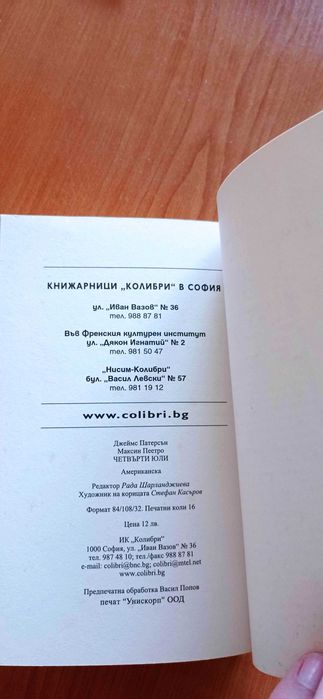 КНИЖАРНИЦИ „КОЛИБРИ“ В СОФИЯ
ул. „Иван Вазов“ № 36
тел. 988 87 81
Във Френския културен институт
ул. „Дякон Игнатий“ № 2
тел. 981 50 47
„Нисим-Колибри“
бул. „Васил Левски“ № 57
тел. 981 19 12
www.colibri.bg
Джеймс Патерсън
Максин Пеетро
ЧЕТВЪРТИ ЮЛИ
Американска
Редактор Рада Шарланджиева
Художник на корицата Стефан Касъров
Формат 84/108/32. Печатни коли 16
Цена 12 лв.
ИК „Колибри“
1000 София, ул. „Иван Вазов“ № 36
тел. 987 48 10; тел./факс 988 87 81
e-mail: colibri@bnc.bg; colibri@mtel.net
www.colibri.bg
Предпечатна обработка Васил Попов
печат “Унискорп” ООД